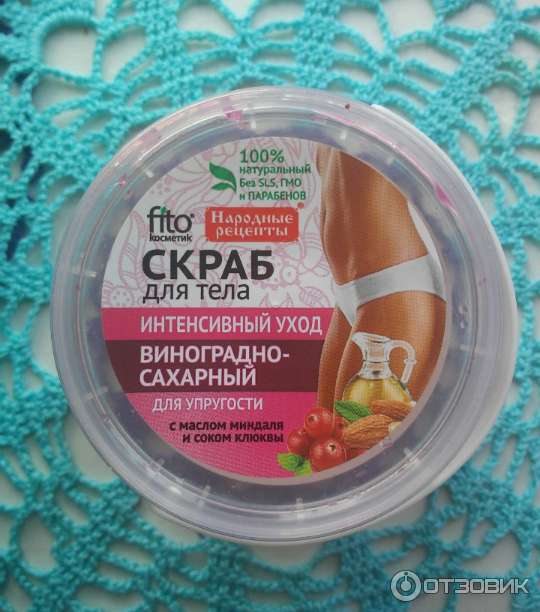 100%
натуральный
Без SLS, ГМО
и ПАРАБЕНОВ
fito®
косметик
Народные
рецепты®
СКРАБ
для тела
ИНТЕНСИВНЫЙ УХОД
ВИНОГРАДНО-
САХАРНЫЙ
ДЛЯ УПРУГОСТИ
с маслом миндаля
и соком клюквы
ОТЗОВИК